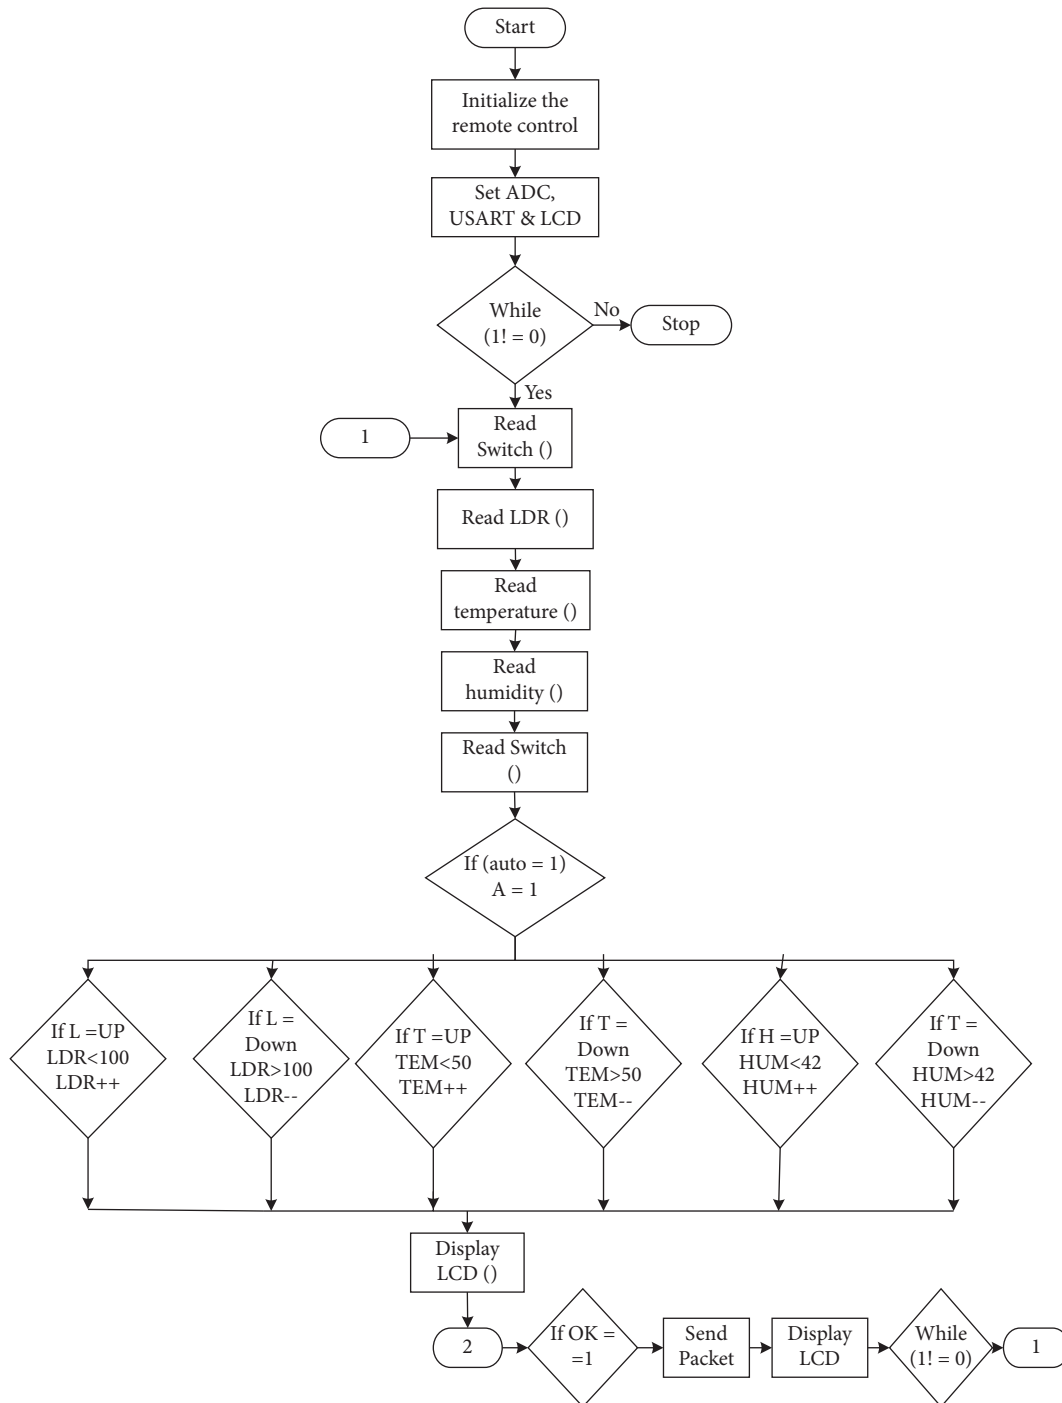 Start
Initialize the
remote control
Set ADC,
USART & LCD
While
(1! = 0)
No
Stop
Yes
1
Read
Switch ()
Read LDR ()
Read
temperature ()
Read
humidity ()
Read Switch
()
If (auto = 1)
A = 1
If L =UP
LDR<100
LDR++
If L =
Down
LDR>100
LDR--
If T =UP
TEM<50
TEM++
If T =
Down
TEM>50
TEM--
If H =UP
HUM<42
HUM++
If T =
Down
HUM>42
HUM--
Display
LCD ()
2
If OK =
=1
Send
Packet
Display
LCD
While
(1! = 0)
1